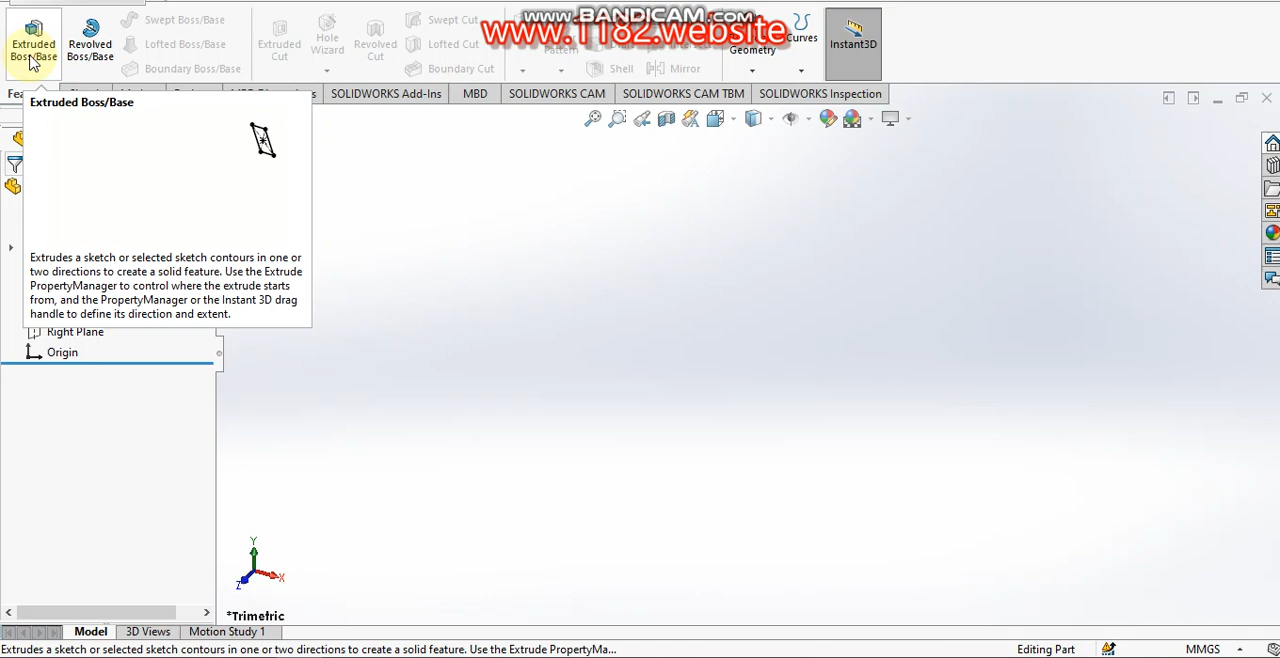 www.BANDICAM.com
www.1182.website
Extruded Boss/Base
Revolved Boss/Base
Swept Boss/Base
Lofted Boss/Base
Boundary Boss/Base
Extruded Cut
Hole Wizard
Revolved Cut
Swept Cut
Lofted Cut
Boundary Cut
Pattern
Shell
Mirror
Geometry
Curves
Instant3D
SOLIDWORKS Add-Ins
MBD
SOLIDWORKS CAM
SOLIDWORKS CAM TBM
SOLIDWORKS Inspection
Extruded Boss/Base
Extrudes a sketch or selected sketch contours in one or
two directions to create a solid feature. Use the Extrude
PropertyManager to control where the extrude starts
from, and the PropertyManager or the Instant 3D drag
handle to define its direction and extent.
Right Plane
Origin
Y
X
Z
*Trimetric
Model
3D Views
Motion Study 1
Extrudes a sketch or selected sketch contours in one or two directions to create a solid feature. Use the Extrude PropertyMa...
Editing Part
MMGS